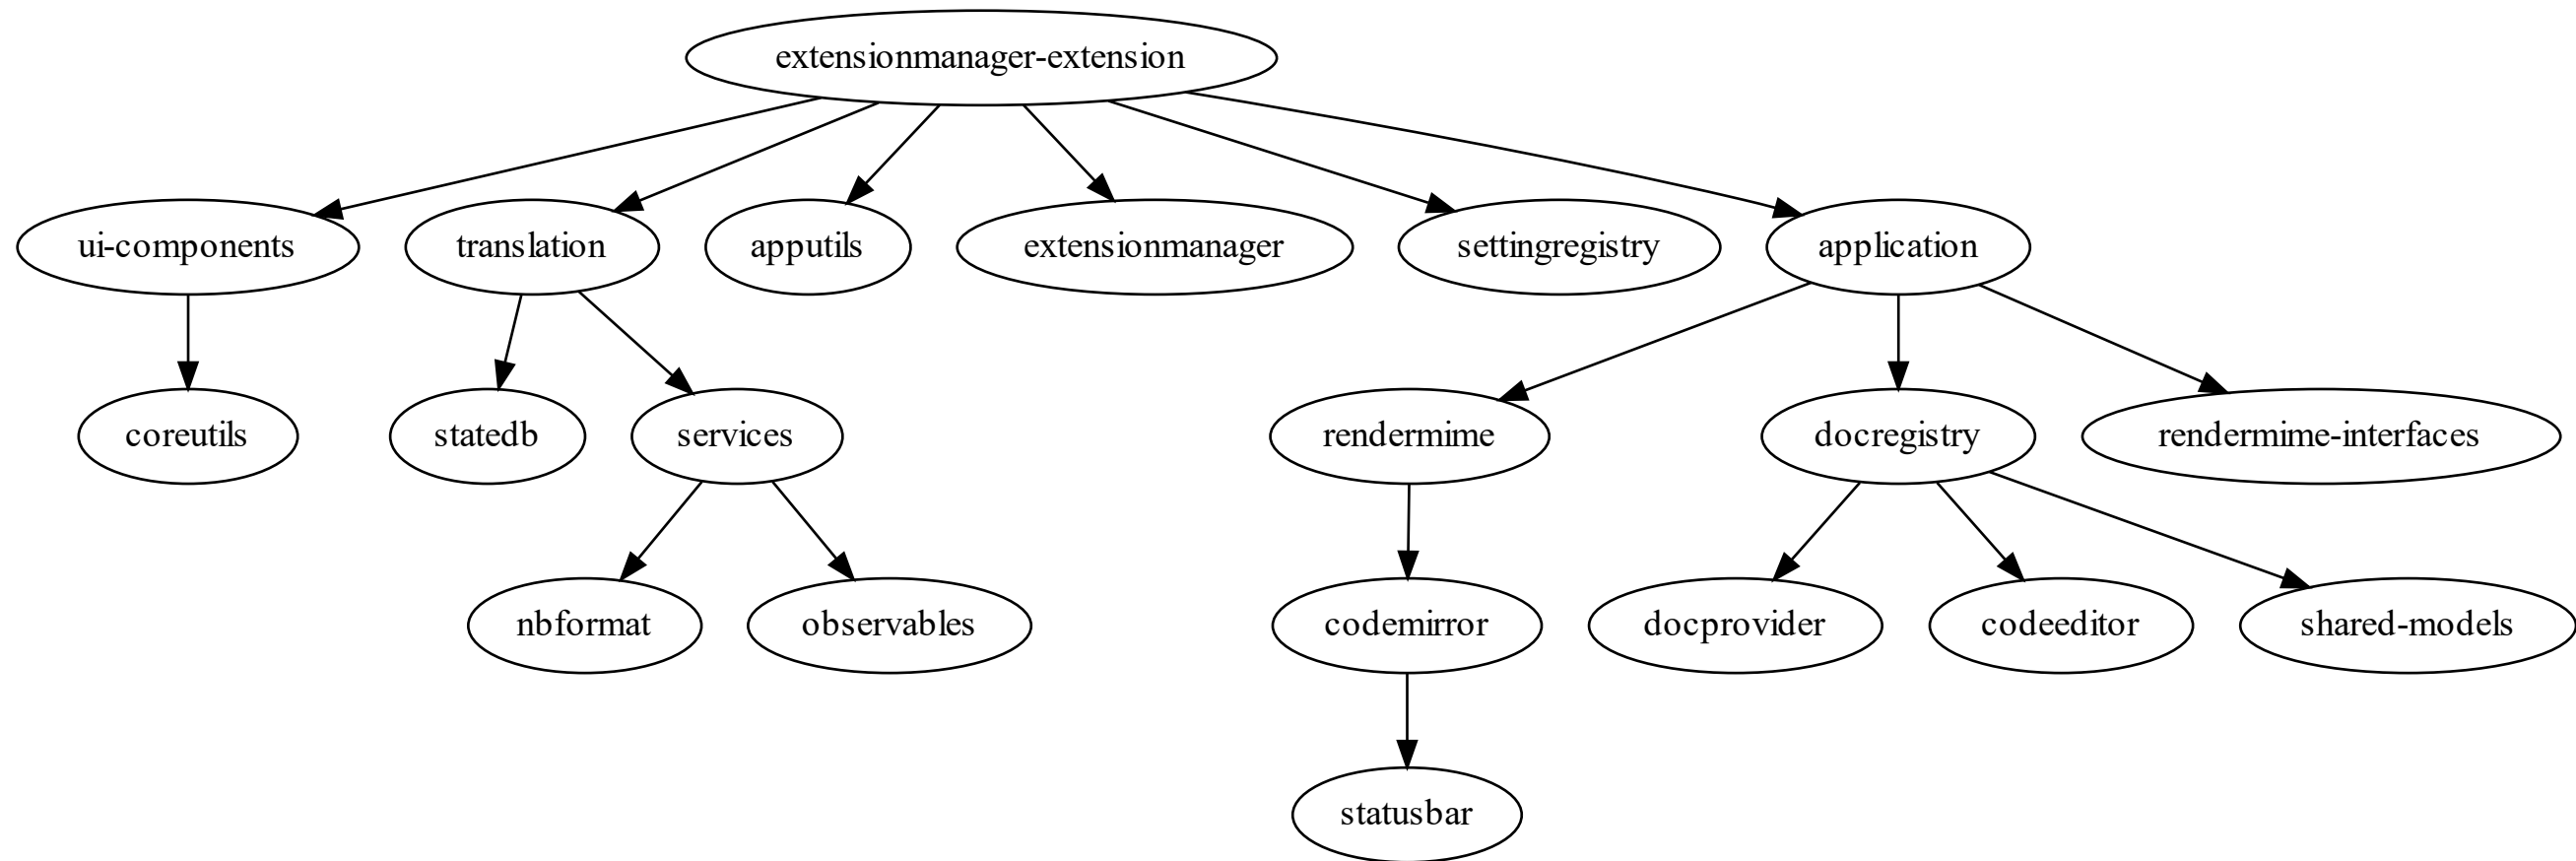 extensionmanager-extension
ui-components
translation
apputils
extensionmanager
settingregistry
application
coreutils
statedb
services
rendermime
docregistry
rendermime-interfaces
nbformat
observables
codemirror
docprovider
codeeditor
shared-models
statusbar